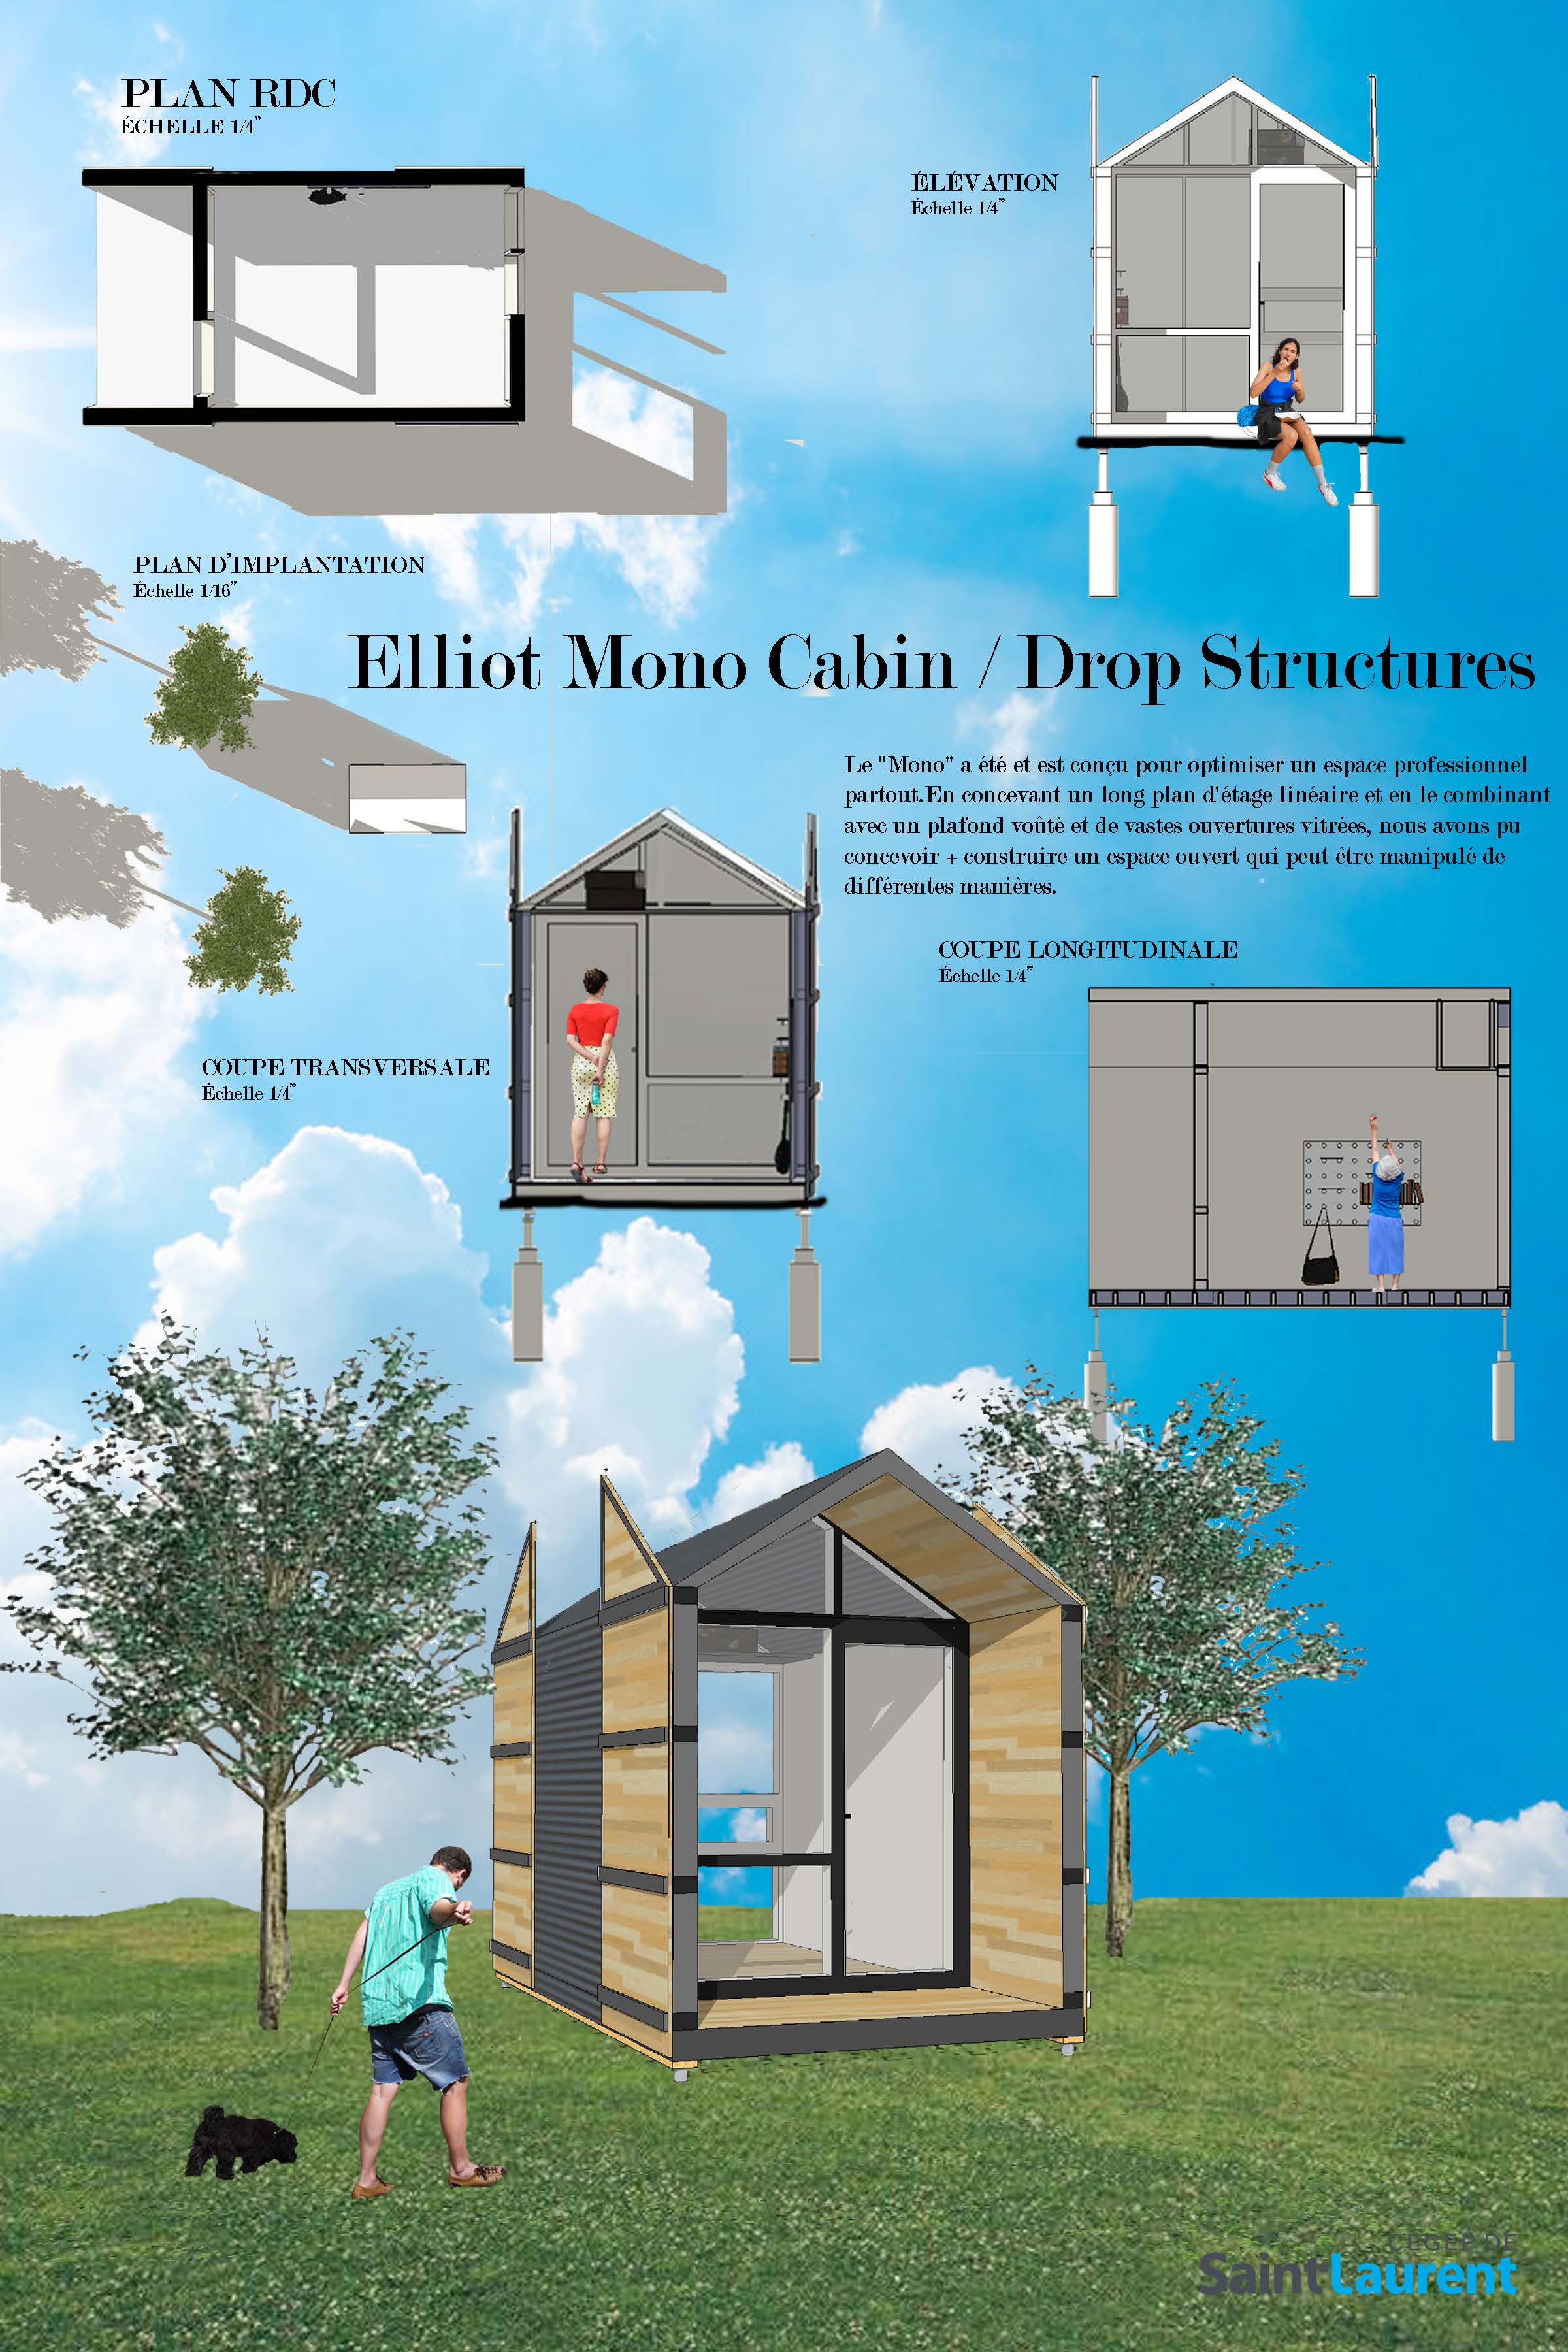 PLAN RDC
ÉCHELLE 1/4"
ÉLÉVATION
Échelle 1/4"
PLAN D'IMPLANTATION
Échelle 1/16"
Elliot Mono Cabin / Drop Structures
Le "Mono" a été et est conçu pour optimiser un espace professionnel
partout.En concevant un long plan d'étage linéaire et en le combinant
avec un plafond voûté et de vastes ouvertures vitrées, nous avons pu
concevoir + construire un espace ouvert qui peut être manipulé de
différentes manières.
COUPE LONGITUDINALE
Échelle 1/4"
COUPE TRANSVERSALE
Échelle 1/4"
CÉGEP DE
SaintLaurent